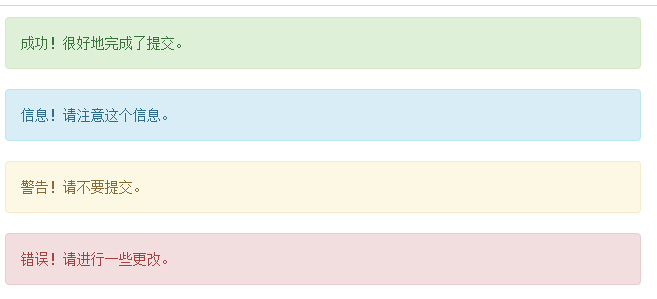 成功！很好地完成了提交。
信息！请注意这个信息。
警告！请不要提交。
错误！请进行一些更改。